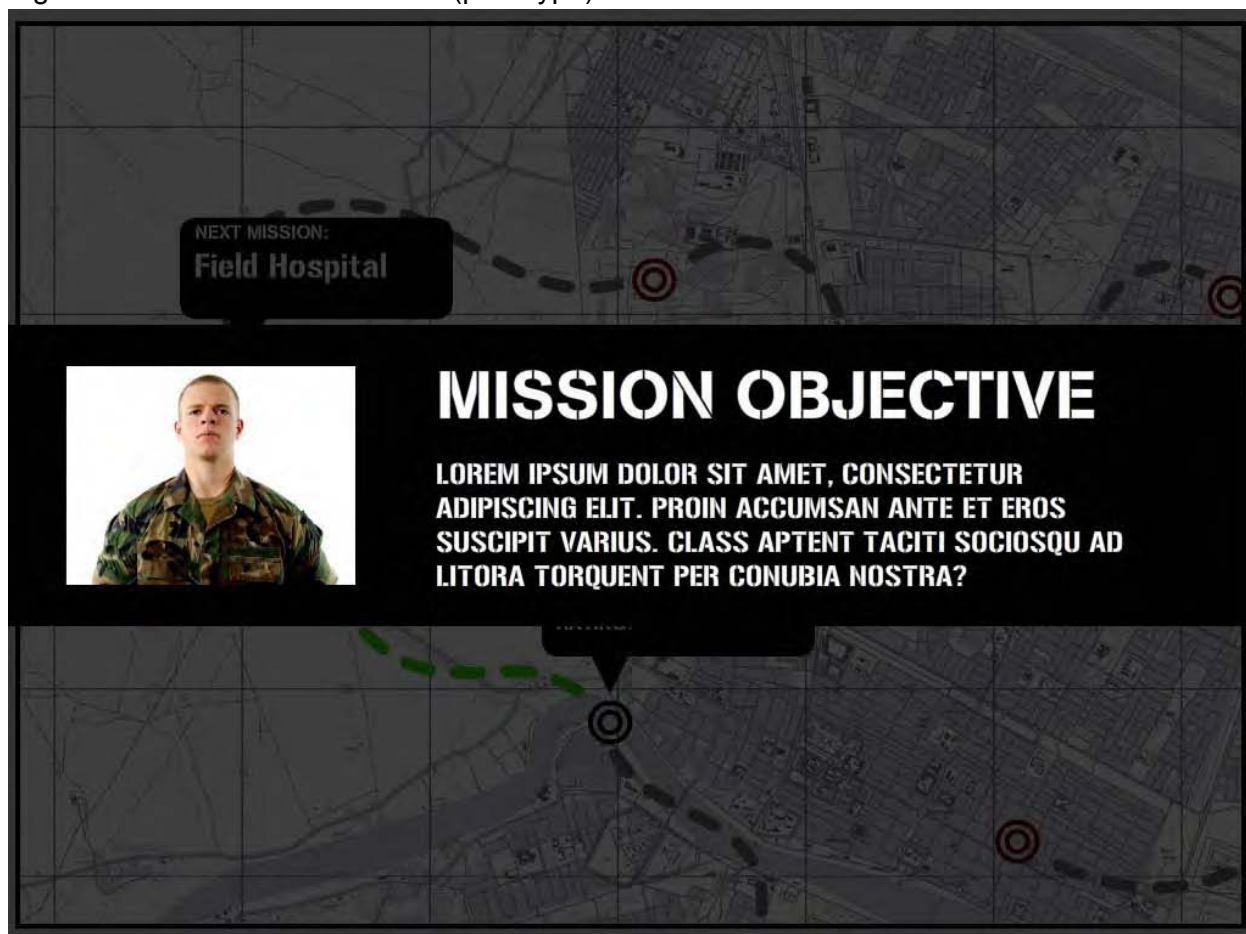 NEXT MISSION:
Field Hospital
MISSION OBJECTIVE
LOREM IPSUM DOLOR SIT AMET, CONSECTETUR
ADIPISCING ELIT. PROIN ACCUMSAN ANTE ET EROS
SUSCIPIT VARIUS. CLASS APTENT TACITI SOCIOSQU AD
LITORA TORQUENT PER CONUBIA NOSTRA?